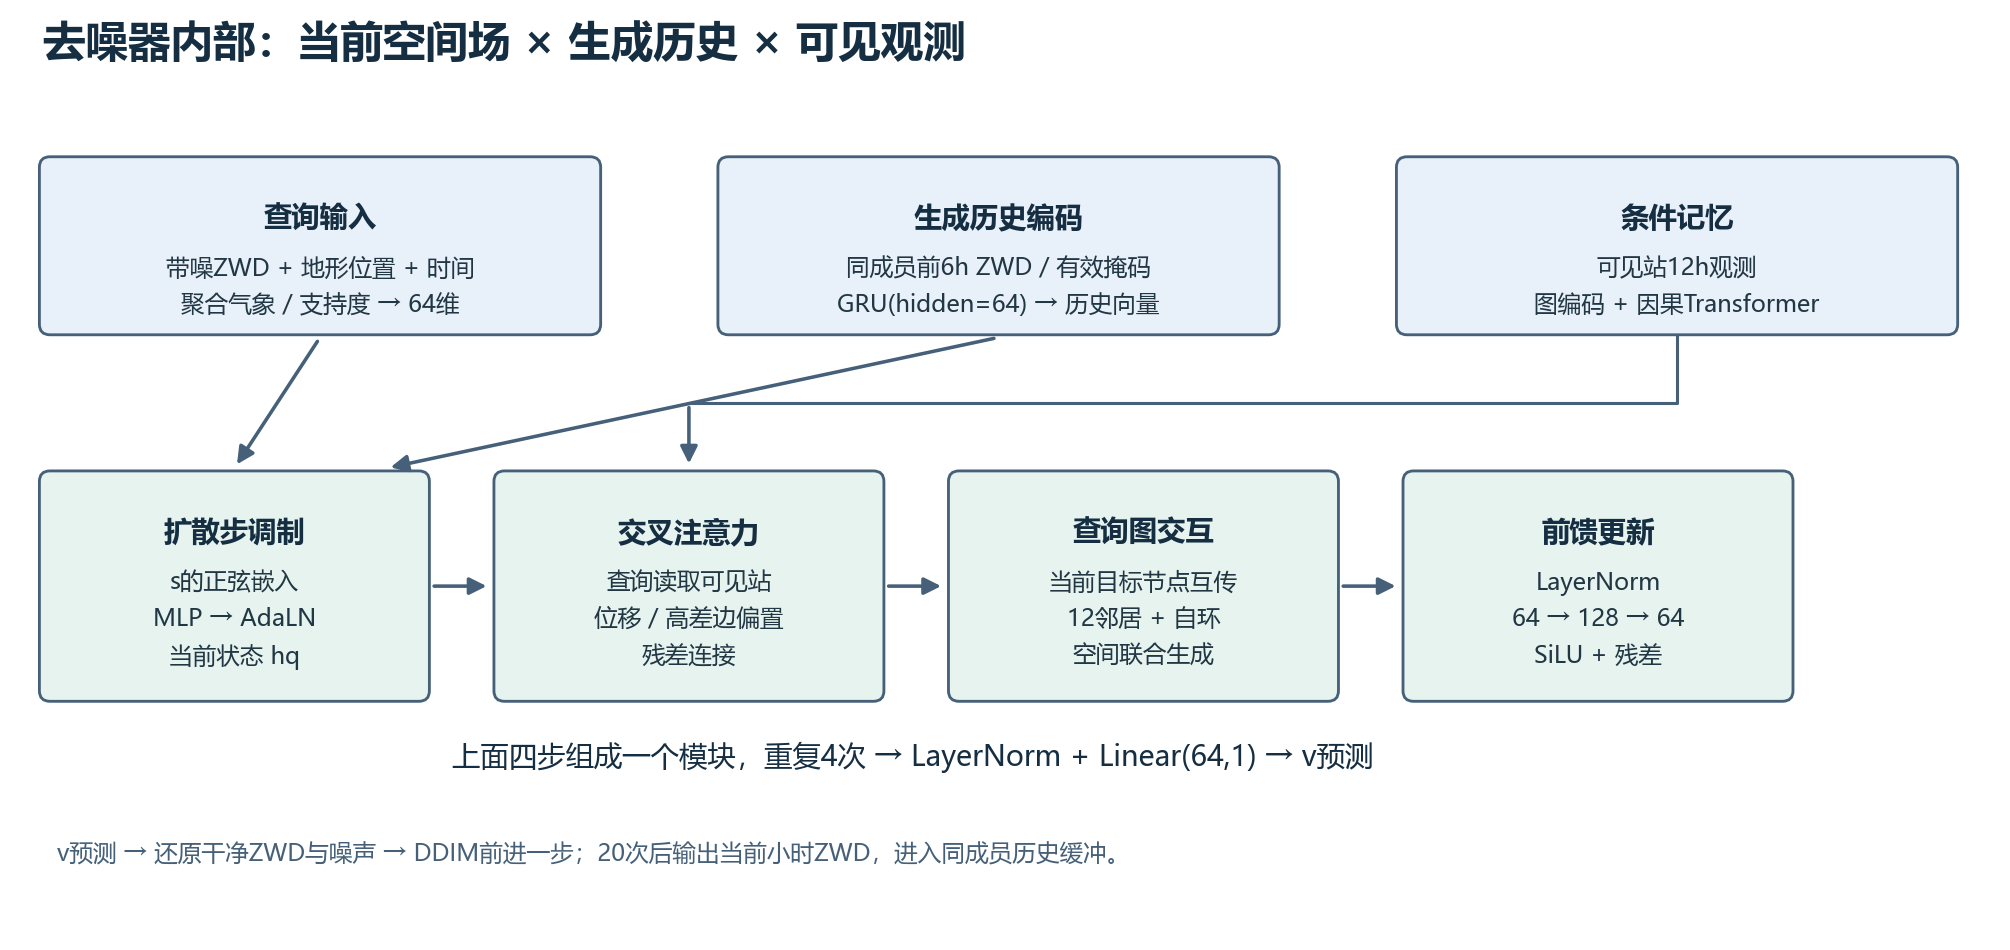 去噪器内部：当前空间场 × 生成历史 × 可见观测
查询输入
带噪ZWD + 地形位置 + 时间
聚合气象 / 支持度 → 64维
生成历史编码
同成员前6h ZWD / 有效掩码
GRU(hidden=64) → 历史向量
条件记忆
可见站12h观测
图编码 + 因果Transformer
扩散步调制
s的正弦嵌入
MLP → AdaLN
当前状态 hq
交叉注意力
查询读取可见站
位移 / 高差边偏置
残差连接
查询图交互
当前目标节点互传
12邻居 + 自环
空间联合生成
前馈更新
LayerNorm
64 → 128 → 64
SiLU + 残差
上面四步组成一个模块，重复4次 → LayerNorm + Linear(64,1) → v预测
v预测 → 还原干净ZWD与噪声 → DDIM前进一步；20次后输出当前小时ZWD，进入同成员历史缓冲。